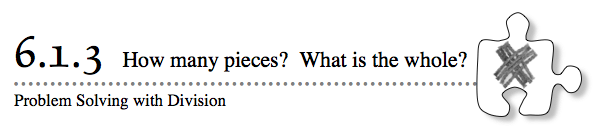 6.1.3 How many pieces? What is the whole?
Problem Solving with Division